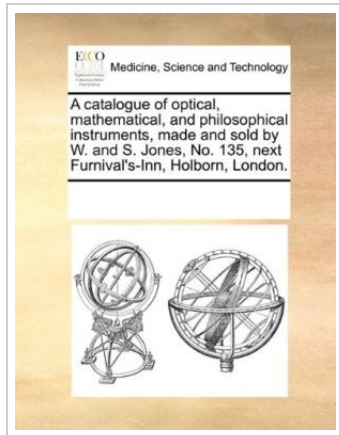 ECCO
Medicine, Science and Technology
A catalogue of optical,
mathematical, and philosophical
instruments, made and sold by
W. and S. Jones, No. 135, next
Furnival's-Inn, Holborn, London.